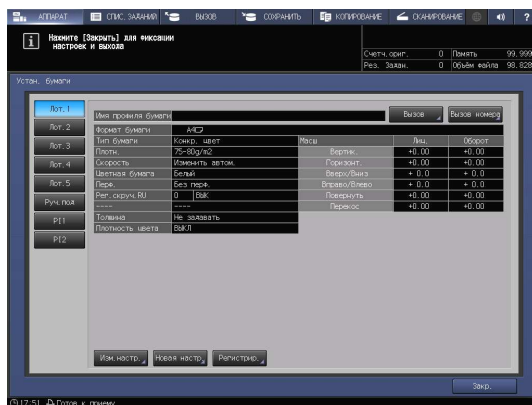 АППАРАТ СПИС. ЗАДАНИЙ ВЫЗОВ СОХРАНИТЬ КОПИРОВАНИЕ СКАНИРОВАНИЕ ?
Нажмите [Закрыть] для фиксации
настроек и выхода
Счетч.ориг. 0 Память 99.999
Рез. Задан. 0 Объём файла 98.828
Устан. бумаги
Лот.1
Лот.2
Лот.3
Лот.4
Лот.5
Руч.под
PI1
PI2
Имя профиля бумаги
Вызов Вызов номера
Формат бумаги A4
Тип бумаги Конкр. цвет
Плотн. 75-80g/m2
Скорость Изменить автом.
Цветная бумага Белый
Перф. Без перф.
Рег.скруч.RU 0 ВЫК
---- ----
Толщина Не задавать
Плотность цвета ВЫКЛ
Масш Лиц. Оборот
Вертик. +0.00 +0.00
Горизонт. +0.00 +0.00
Вверх/Вниз + 0.0 + 0.0
Вправо/Влево + 0.0 + 0.0
Повернуть +0.00 +0.00
Перекос +0.00 +0.00
Изм.настр. Новая настр. Регистрир.
Закр.
17:51 Готов к приему